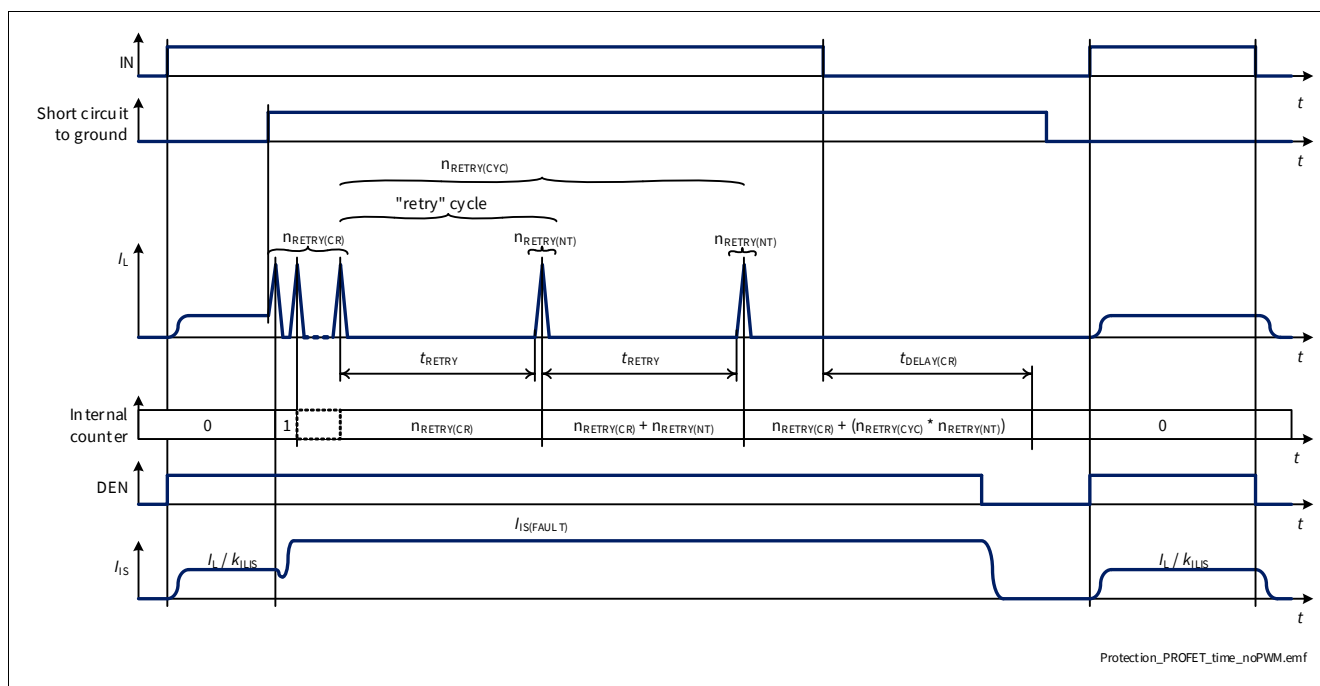 IN
t
Short circuit
to ground
t
nRETRY(CYC)
"retry" cycle
nRETRY(CR)
nRETRY(NT)
nRETRY(NT)
IL
t
tRETRY
tRETRY
tDELAY(CR)
Internal
counter
0
1
nRETRY(CR)
nRETRY(CR) + nRETRY(NT)
nRETRY(CR) + (nRETRY(CYC) * nRETRY(NT))
0
t
DEN
t
IIS(FAULT)
IIS
IL / kILIS
IL / kILIS
t
Protection_PROFET_time_noPWM.emf